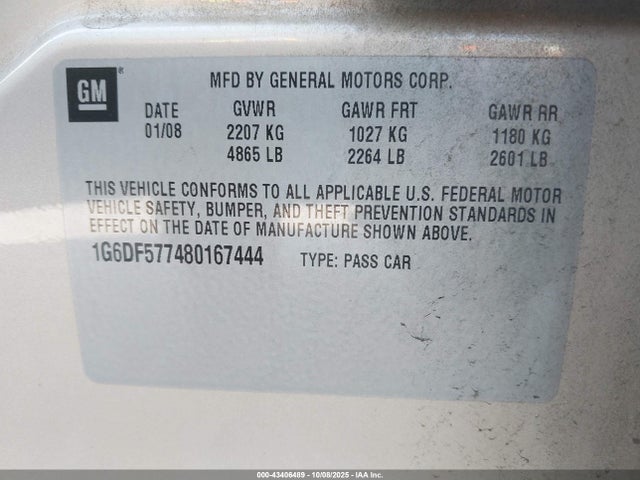 GM
MFD BY GENERAL MOTORS CORP.
DATE GVWR GAWR FRT GAWR RR
01/08 2207 KG 1027 KG 1180 KG
4865 LB 2264 LB 2601 LB
THIS VEHICLE CONFORMS TO ALL APPLICABLE U.S. FEDERAL MOTOR
VEHICLE SAFETY, BUMPER, AND THEFT PREVENTION STANDARDS IN
EFFECT ON THE DATE OF MANUFACTURE SHOWN ABOVE.
1G6DF577480167444 TYPE: PASS CAR
000-43406489 - 10/08/2025 - IAA Inc.